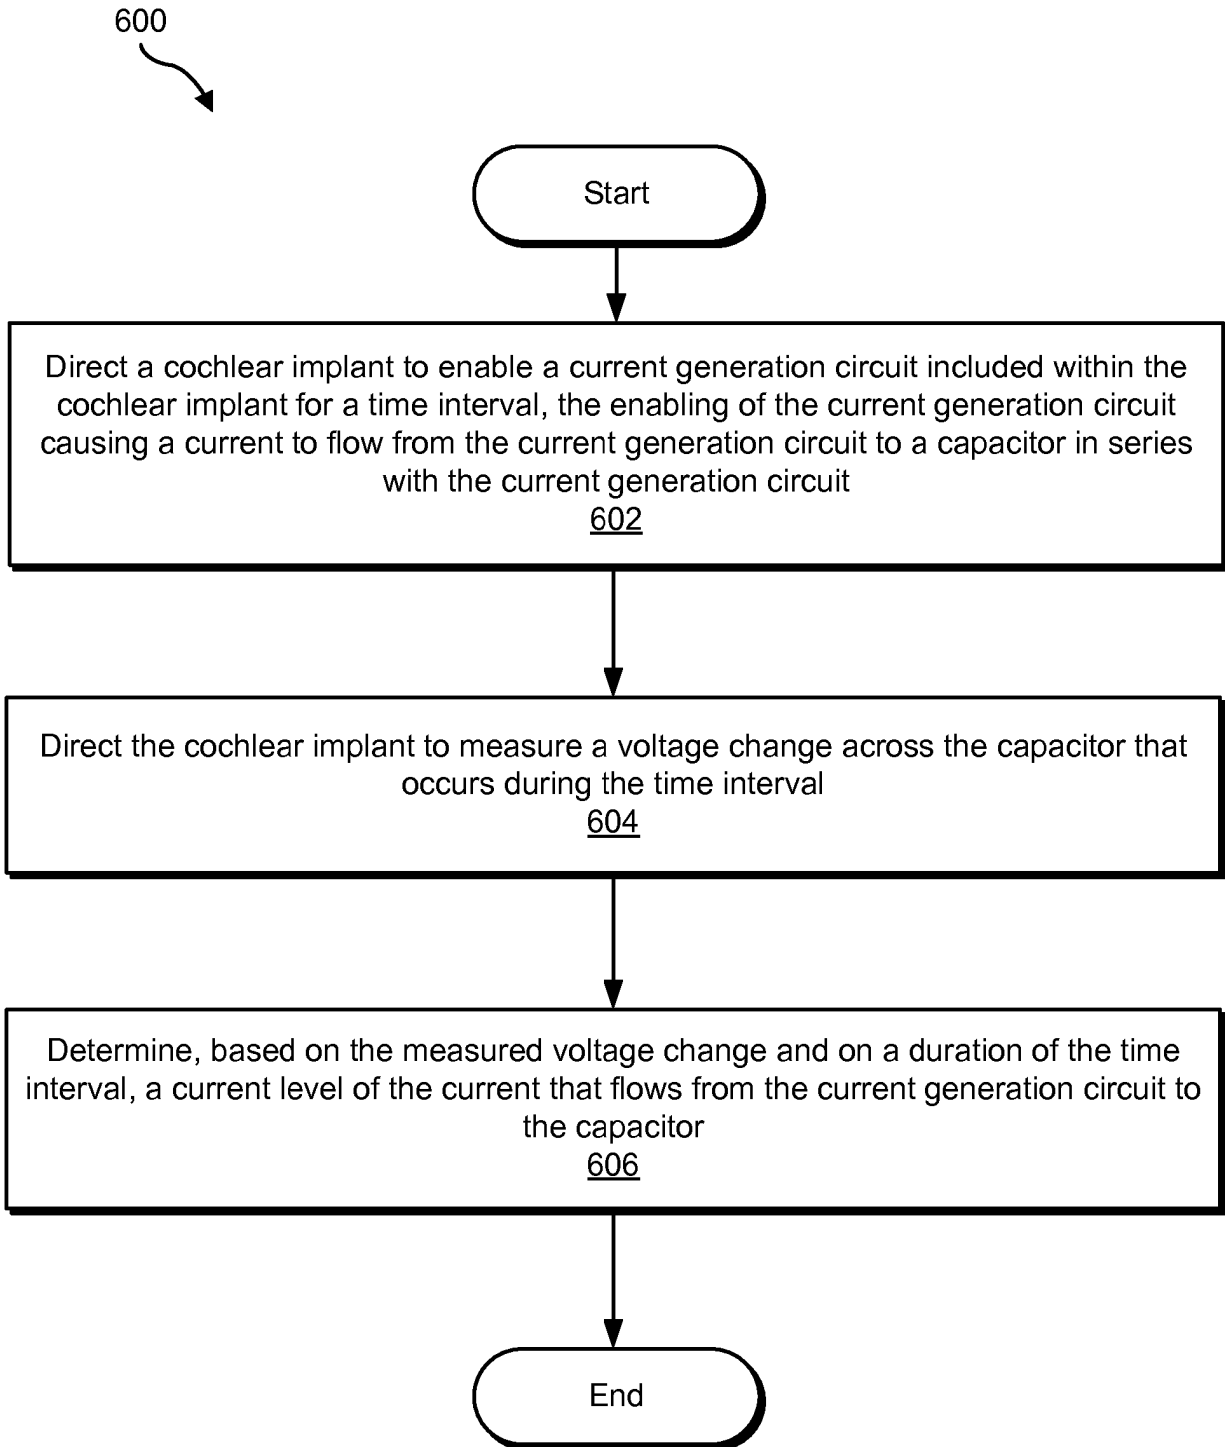 600
Start
Direct a cochlear implant to enable a current generation circuit included within the
cochlear implant for a time interval, the enabling of the current generation circuit
causing a current to flow from the current generation circuit to a capacitor in series
with the current generation circuit
602
Direct the cochlear implant to measure a voltage change across the capacitor that
occurs during the time interval
604
Determine, based on the measured voltage change and on a duration of the time
interval, a current level of the current that flows from the current generation circuit to
the capacitor
606
End